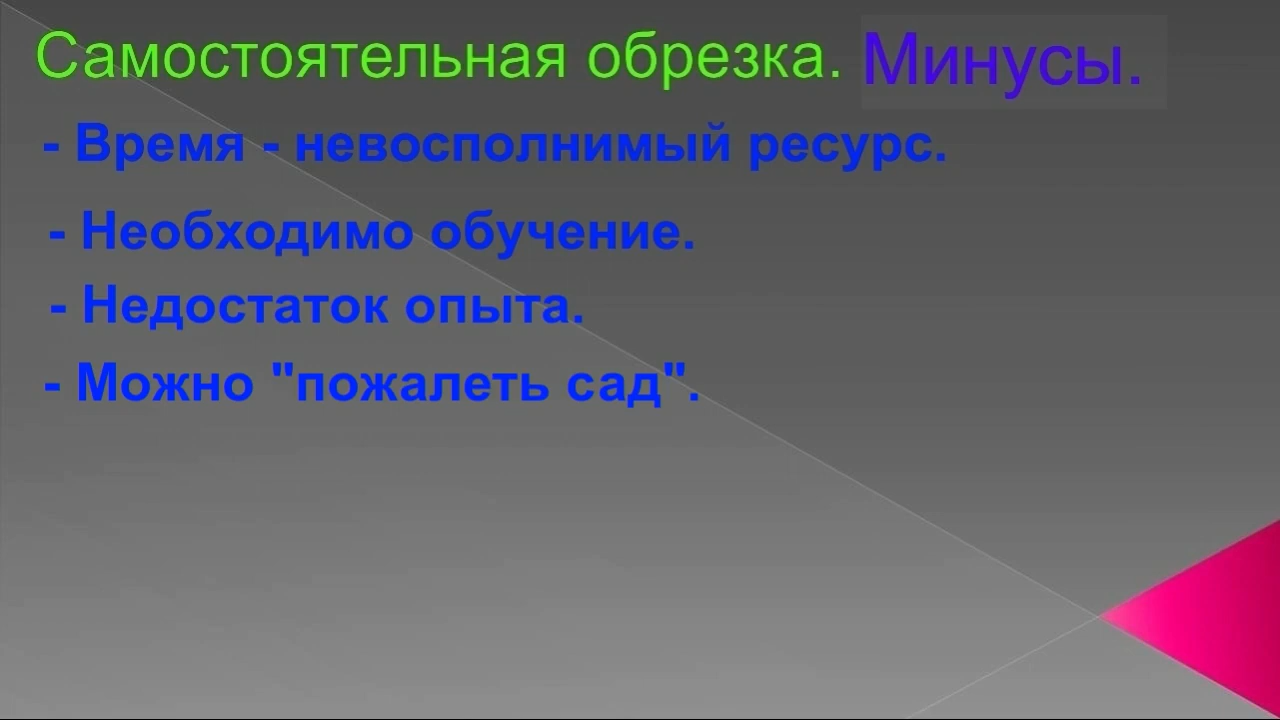 Самостоятельная обрезка. Минусы.
- Время - невосполнимый ресурс.
- Необходимо обучение.
- Недостаток опыта.
- Можно "пожалеть сад".